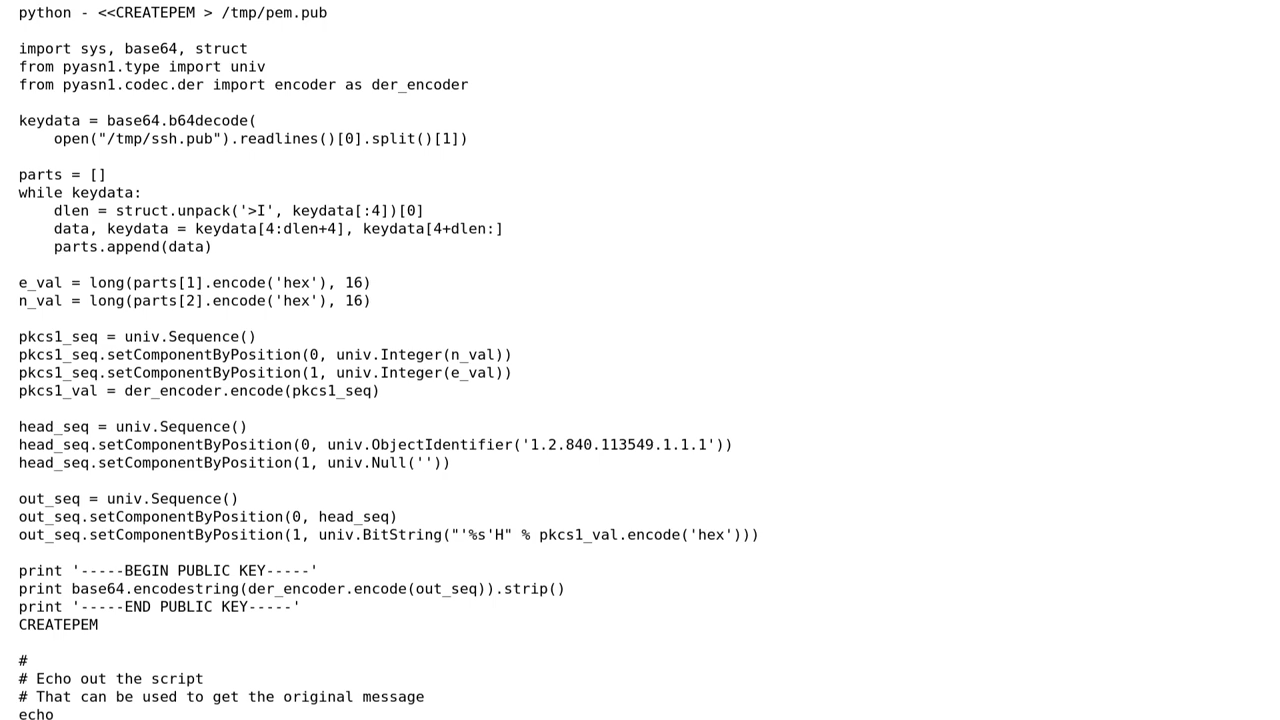 python - <<CREATEPEM > /tmp/pem.pub
import sys, base64, struct
from pyasn1.type import univ
from pyasn1.codec.der import encoder as der_encoder
keydata = base64.b64decode(
    open("/tmp/ssh.pub").readlines()[0].split()[1])
parts = []
while keydata:
    dlen = struct.unpack('>I', keydata[:4])[0]
    data, keydata = keydata[4:dlen+4], keydata[4+dlen:]
    parts.append(data)
e_val = long(parts[1].encode('hex'), 16)
n_val = long(parts[2].encode('hex'), 16)
pkcs1_seq = univ.Sequence()
pkcs1_seq.setComponentByPosition(0, univ.Integer(n_val))
pkcs1_seq.setComponentByPosition(1, univ.Integer(e_val))
pkcs1_val = der_encoder.encode(pkcs1_seq)
head_seq = univ.Sequence()
head_seq.setComponentByPosition(0, univ.ObjectIdentifier('1.2.840.113549.1.1.1'))
head_seq.setComponentByPosition(1, univ.Null(''))
out_seq = univ.Sequence()
out_seq.setComponentByPosition(0, head_seq)
out_seq.setComponentByPosition(1, univ.BitString("'%s'H" % pkcs1_val.encode('hex')))
print '-----BEGIN PUBLIC KEY-----'
print base64.encodestring(der_encoder.encode(out_seq)).strip()
print '-----END PUBLIC KEY-----'
CREATEPEM
#
# Echo out the script
# That can be used to get the original message
echo